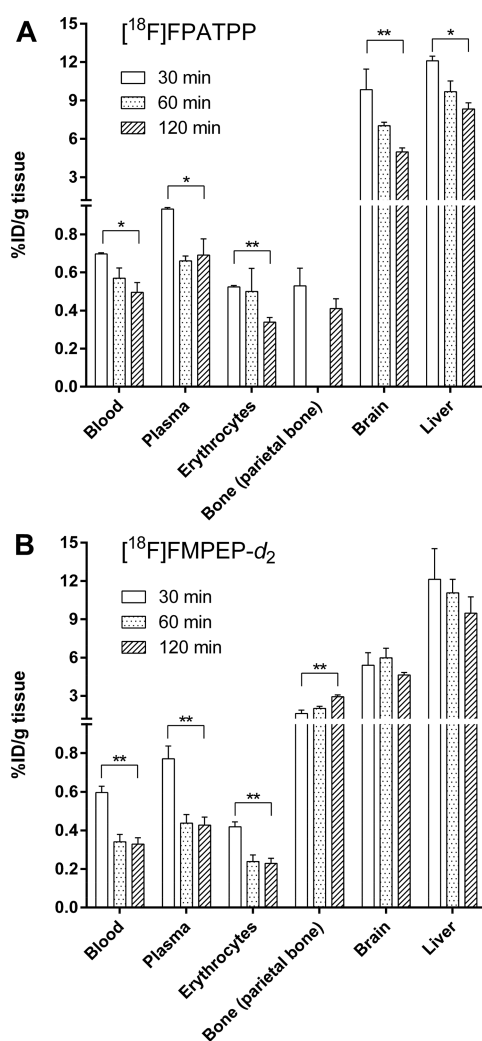 A
[18F]FPATPP
30 min
60 min
120 min
%ID/g tissue
15
12
9
6
3
0.8
0.6
0.4
0.2
0.0
*
*
**
**
*
Blood
Plasma
Erythrocytes
Bone (parietal bone)
Brain
Liver
B
[18F]FMPEP-d2
30 min
60 min
120 min
%ID/g tissue
15
12
9
6
3
0.8
0.6
0.4
0.2
0.0
**
**
**
**
Blood
Plasma
Erythrocytes
Bone (parietal bone)
Brain
Liver